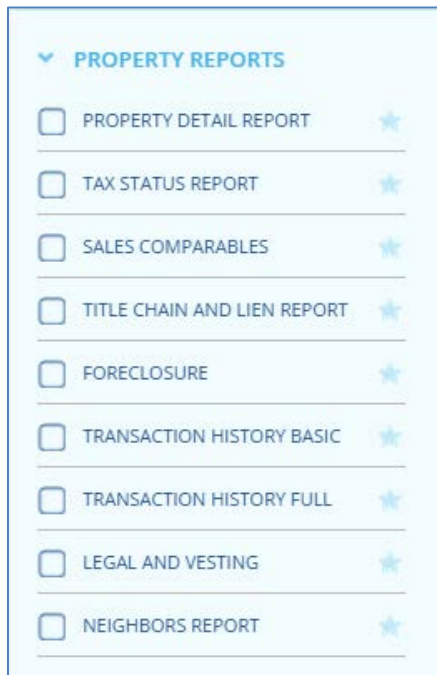 PROPERTY REPORTS
PROPERTY DETAIL REPORT
TAX STATUS REPORT
SALES COMPARABLES
TITLE CHAIN AND LIEN REPORT
FORECLOSURE
TRANSACTION HISTORY BASIC
TRANSACTION HISTORY FULL
LEGAL AND VESTING
NEIGHBORS REPORT